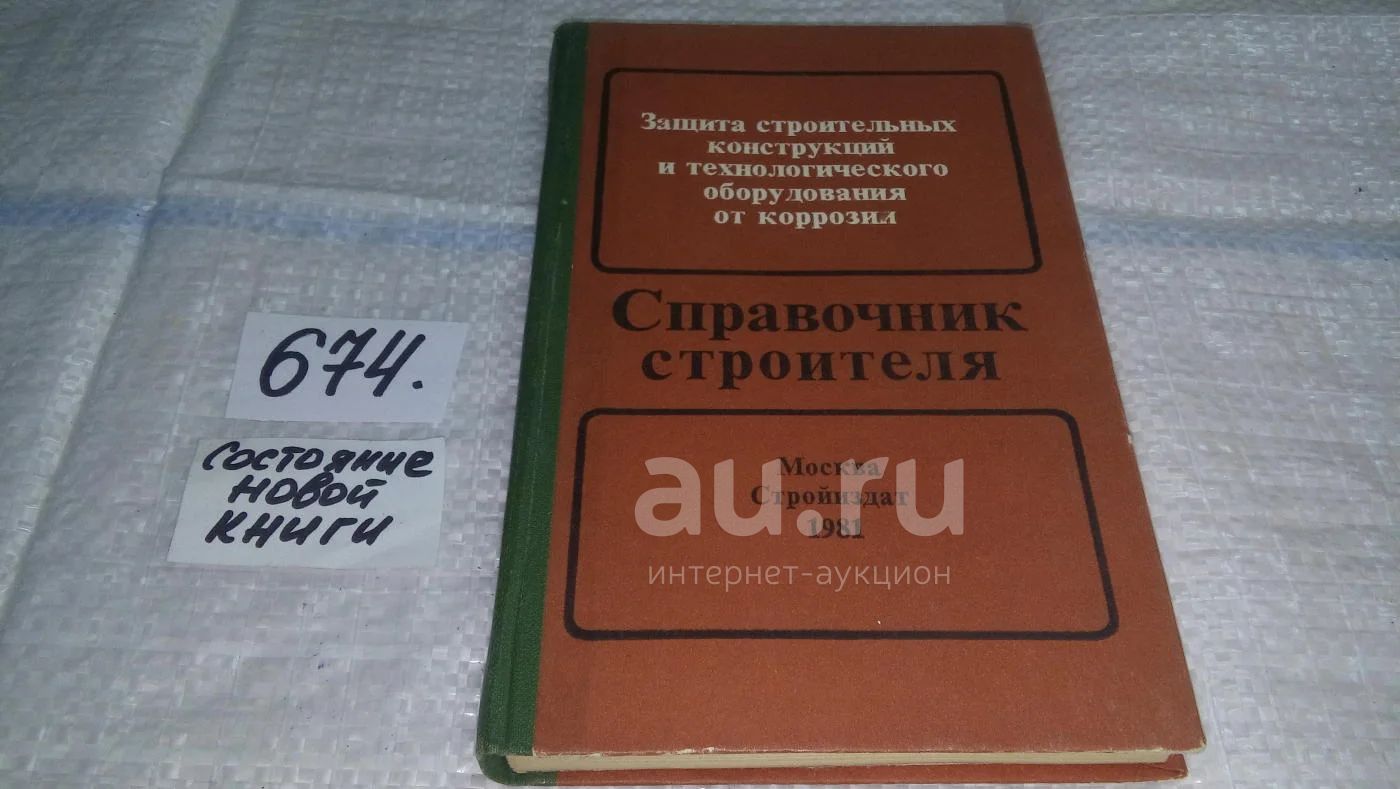 Защита строительных
конструкций
и технологического
оборудования
от коррозии
Справочник
строителя
Москва
Стройиздат
1981
674.
Состояние
новой
книги
au.ru
интернет-аукцион